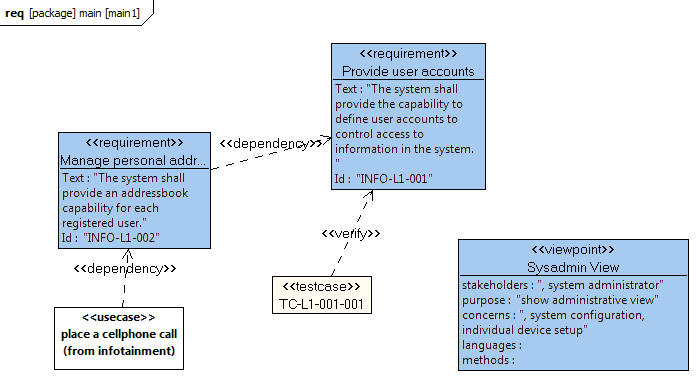 req [package] main [main1]
<<requirement>>
Provide user accounts
Text : "The system shall
provide the capability to
define user accounts to
control access to
information in the system.
"
Id : "INFO-L1-001"
<<dependency>>
<<requirement>>
Manage personal addr...
Text : "The system shall
provide an addressbook
capability for each
registered user."
Id : "INFO-L1-002"
<<verify>>
<<dependency>>
<<testcase>>
TC-L1-001-001
<<usecase>>
place a cellphone call
(from infotainment)
<<viewpoint>>
Sysadmin View
stakeholders : ", system administrator"
purpose : "show administrative view"
concerns : ", system configuration,
individual device setup"
languages :
methods :